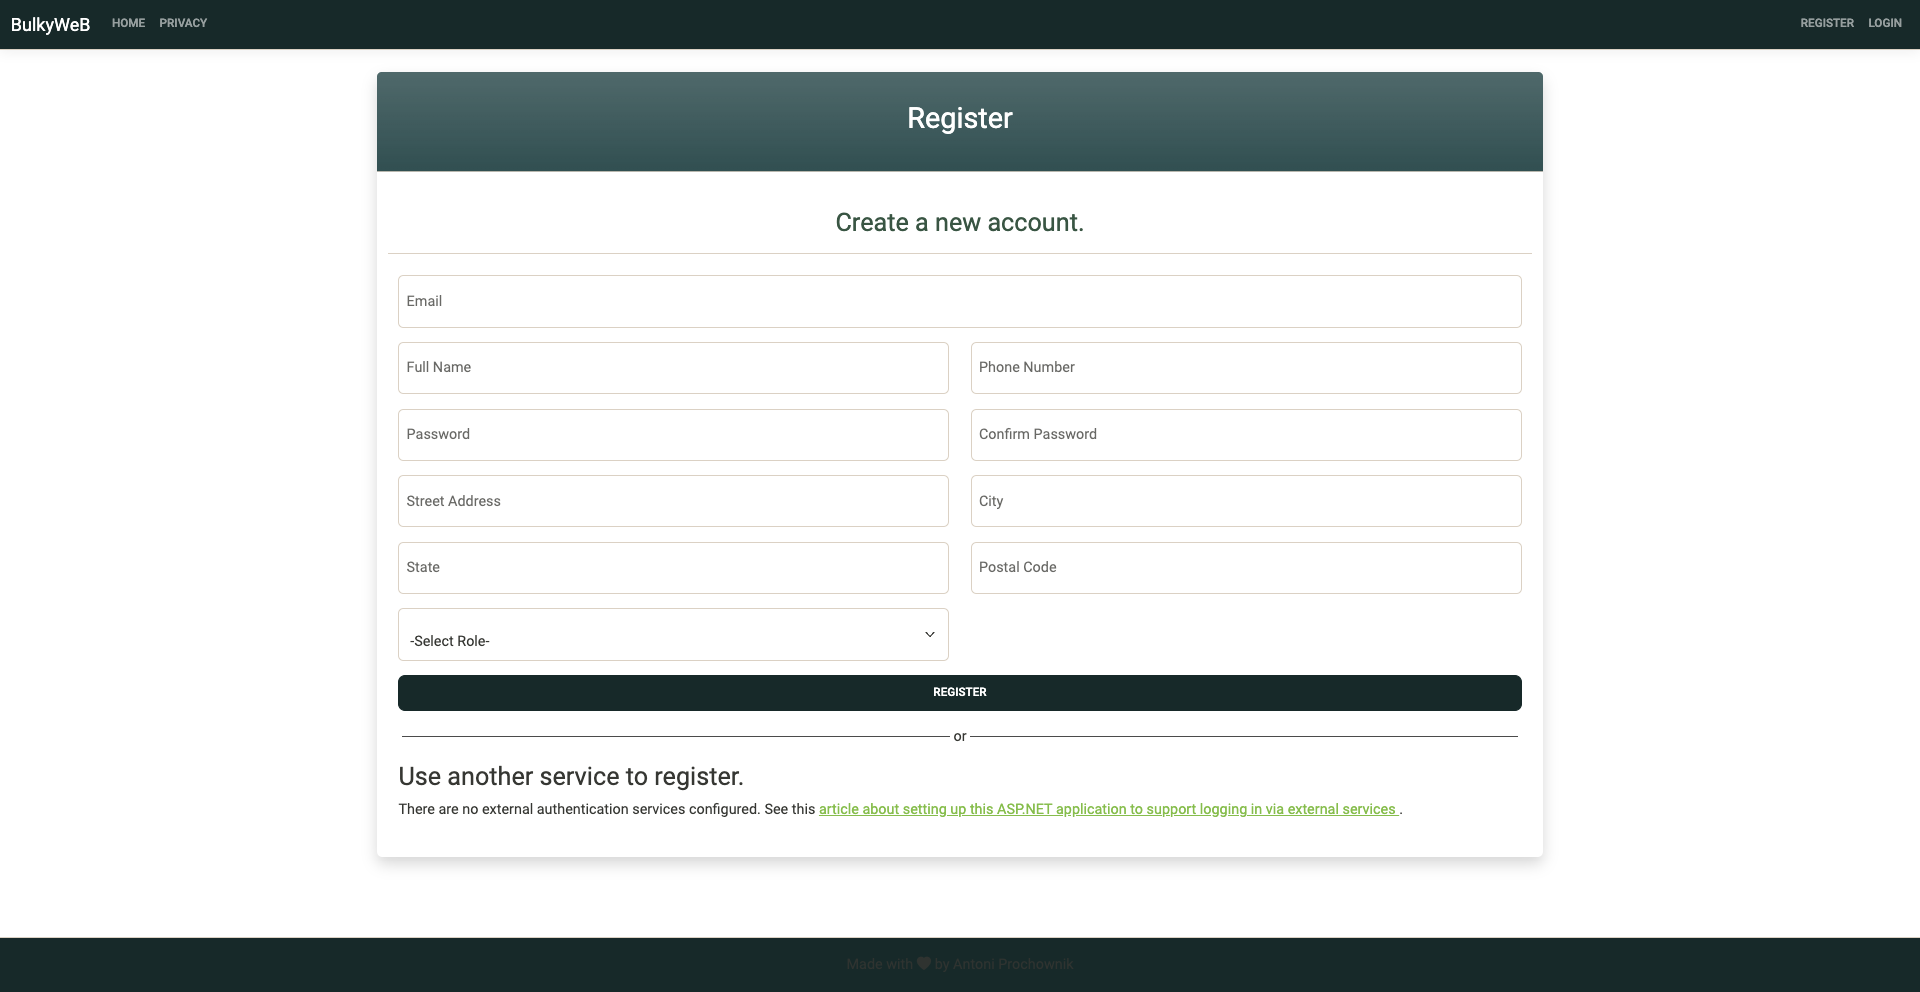 BulkyWeB HOME PRIVACY REGISTER LOGIN
Register
Create a new account.
Email
Full Name Phone Number
Password Confirm Password
Street Address City
State Postal Code
-Select Role-
REGISTER
or
Use another service to register.
There are no external authentication services configured. See this article about setting up this ASP.NET application to support logging in via external services .
Made with by Antoni Prochownik